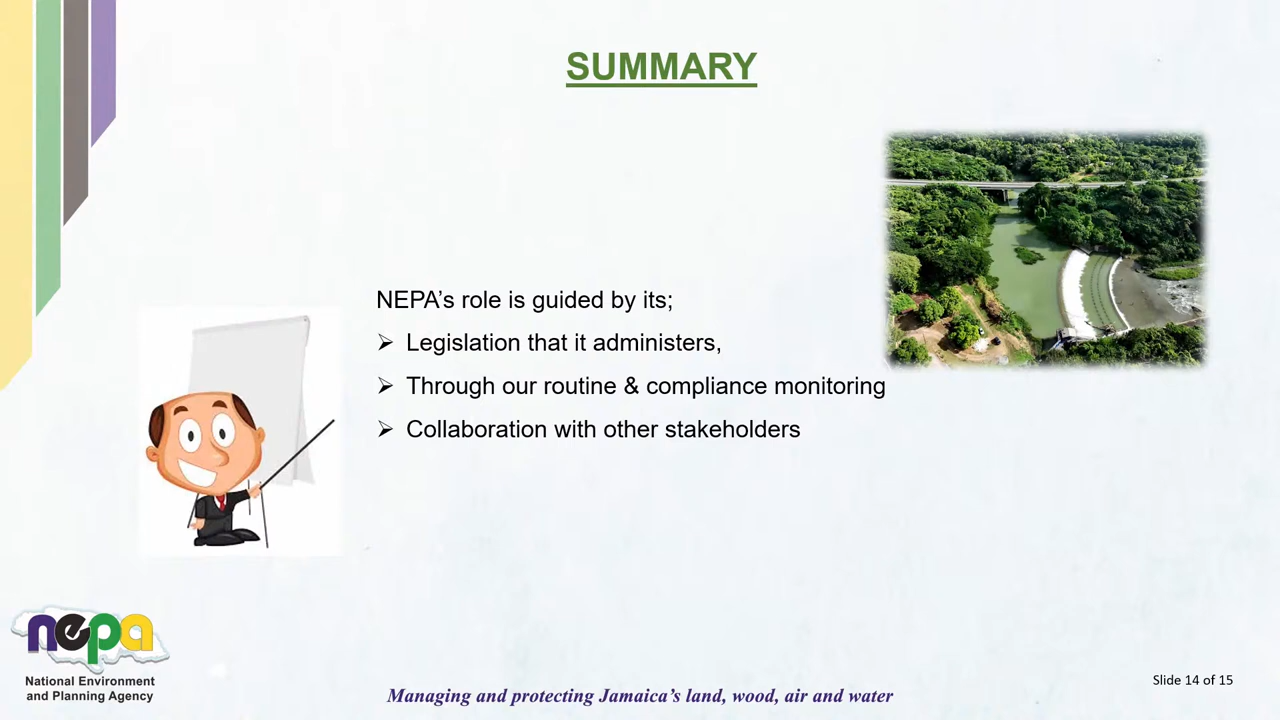 SUMMARY
NEPA’s role is guided by its;
➢ Legislation that it administers,
➢ Through our routine & compliance monitoring
➢ Collaboration with other stakeholders
nepa
National Environment
and Planning Agency
Managing and protecting Jamaica’s land, wood, air and water
Slide 14 of 15